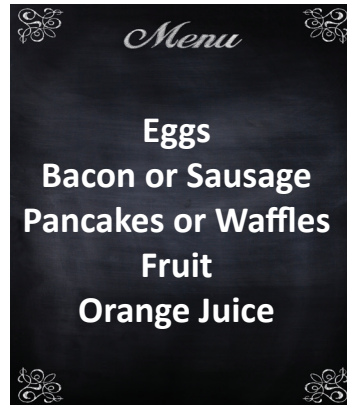 Menu
Eggs
Bacon or Sausage
Pancakes or Waffles
Fruit
Orange Juice